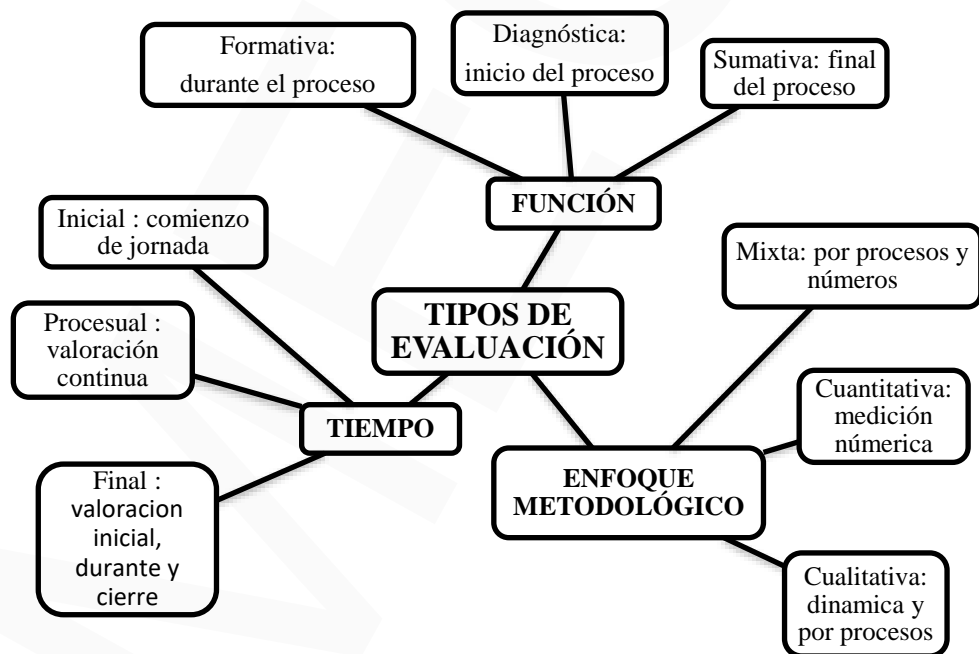 Formativa:
durante el proceso
Diagnóstica:
inicio del proceso
Sumativa: final
del proceso
FUNCIÓN
Inicial : comienzo
de jornada
Mixta: por procesos y
números
TIPOS DE
EVALUACIÓN
Procesual :
valoración
continua
Cuantitativa:
medición
númerica
TIEMPO
ENFOQUE
METODOLÓGICO
Final :
valoracion
inicial,
durante y
cierre
Cualitativa:
dinamica y
por procesos